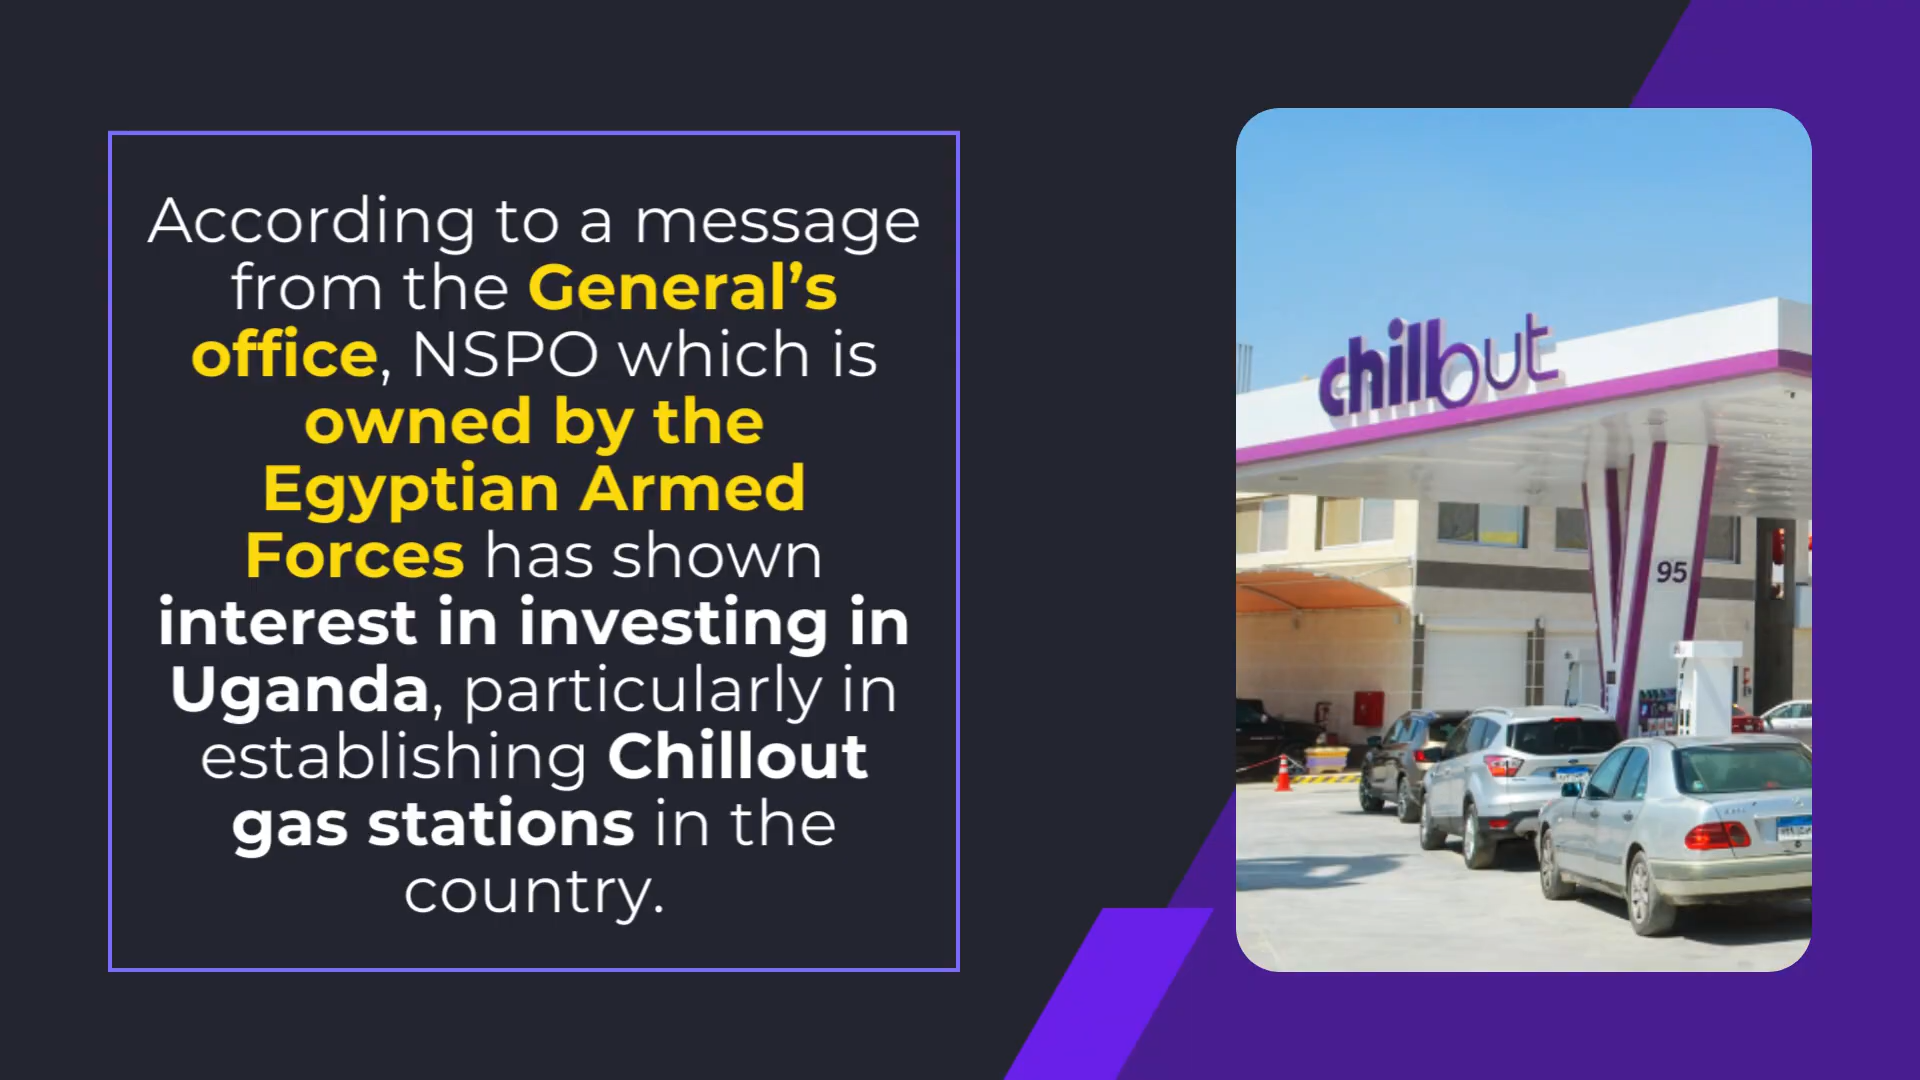 According to a message
from the General’s
office, NSPO which is
owned by the
Egyptian Armed
Forces has shown
interest in investing in
Uganda, particularly in
establishing Chillout
gas stations in the
country.
chillout
95